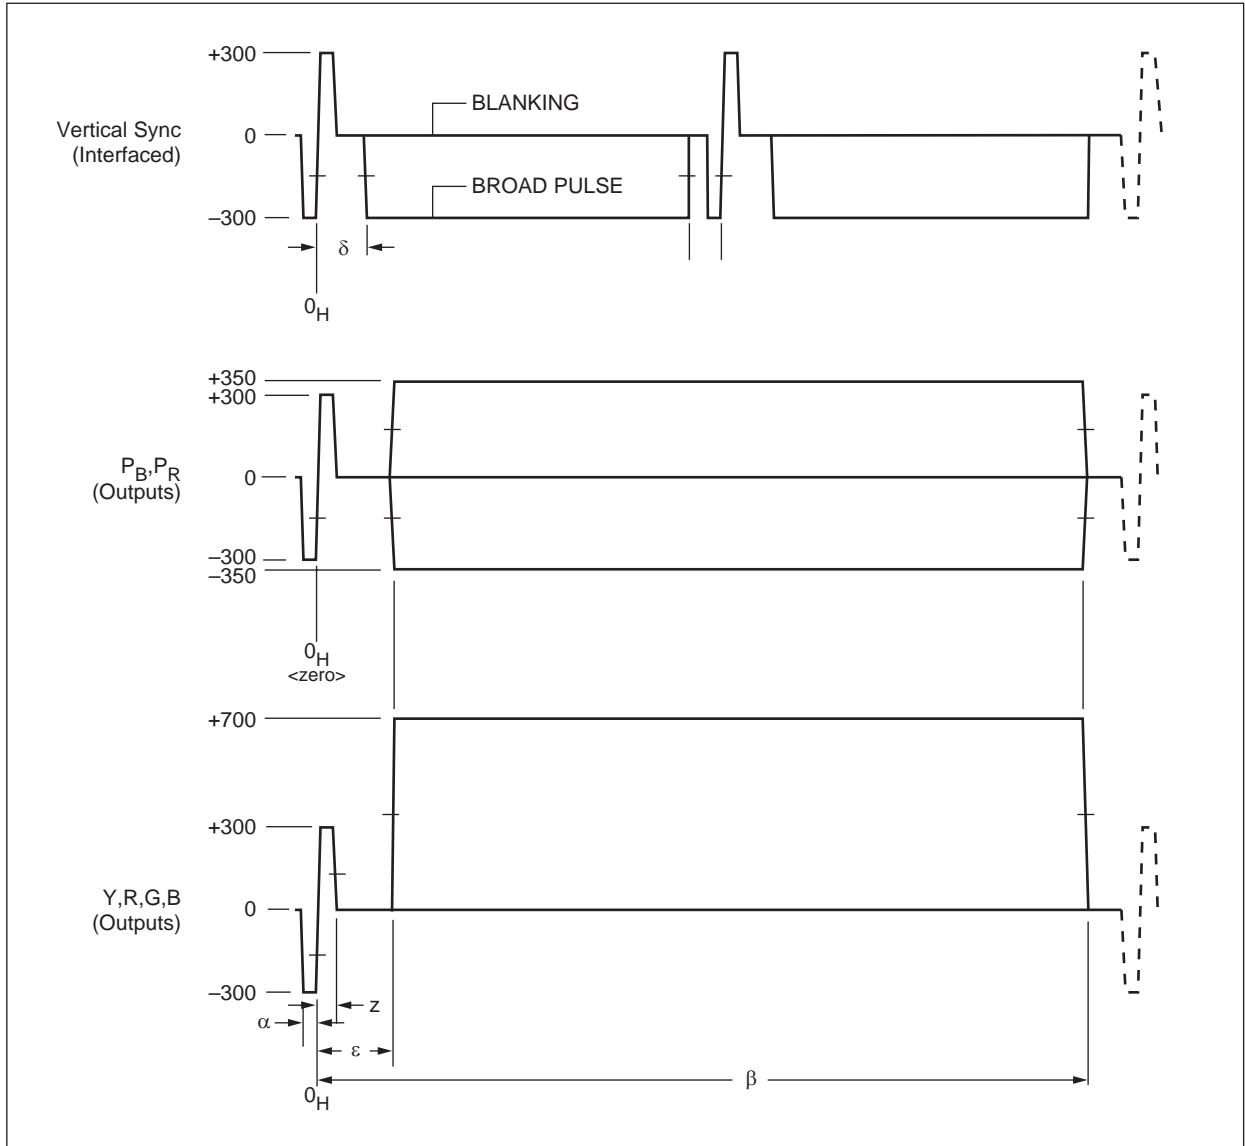 +300
BLANKING
Vertical Sync
(Interfaced)
0
BROAD PULSE
–300
δ
0H
+350
+300
PB,PR
(Outputs)
0
–300
–350
0H
<zero>
+700
+300
Y,R,G,B
(Outputs)
0
–300
z
α
ε
β
0H